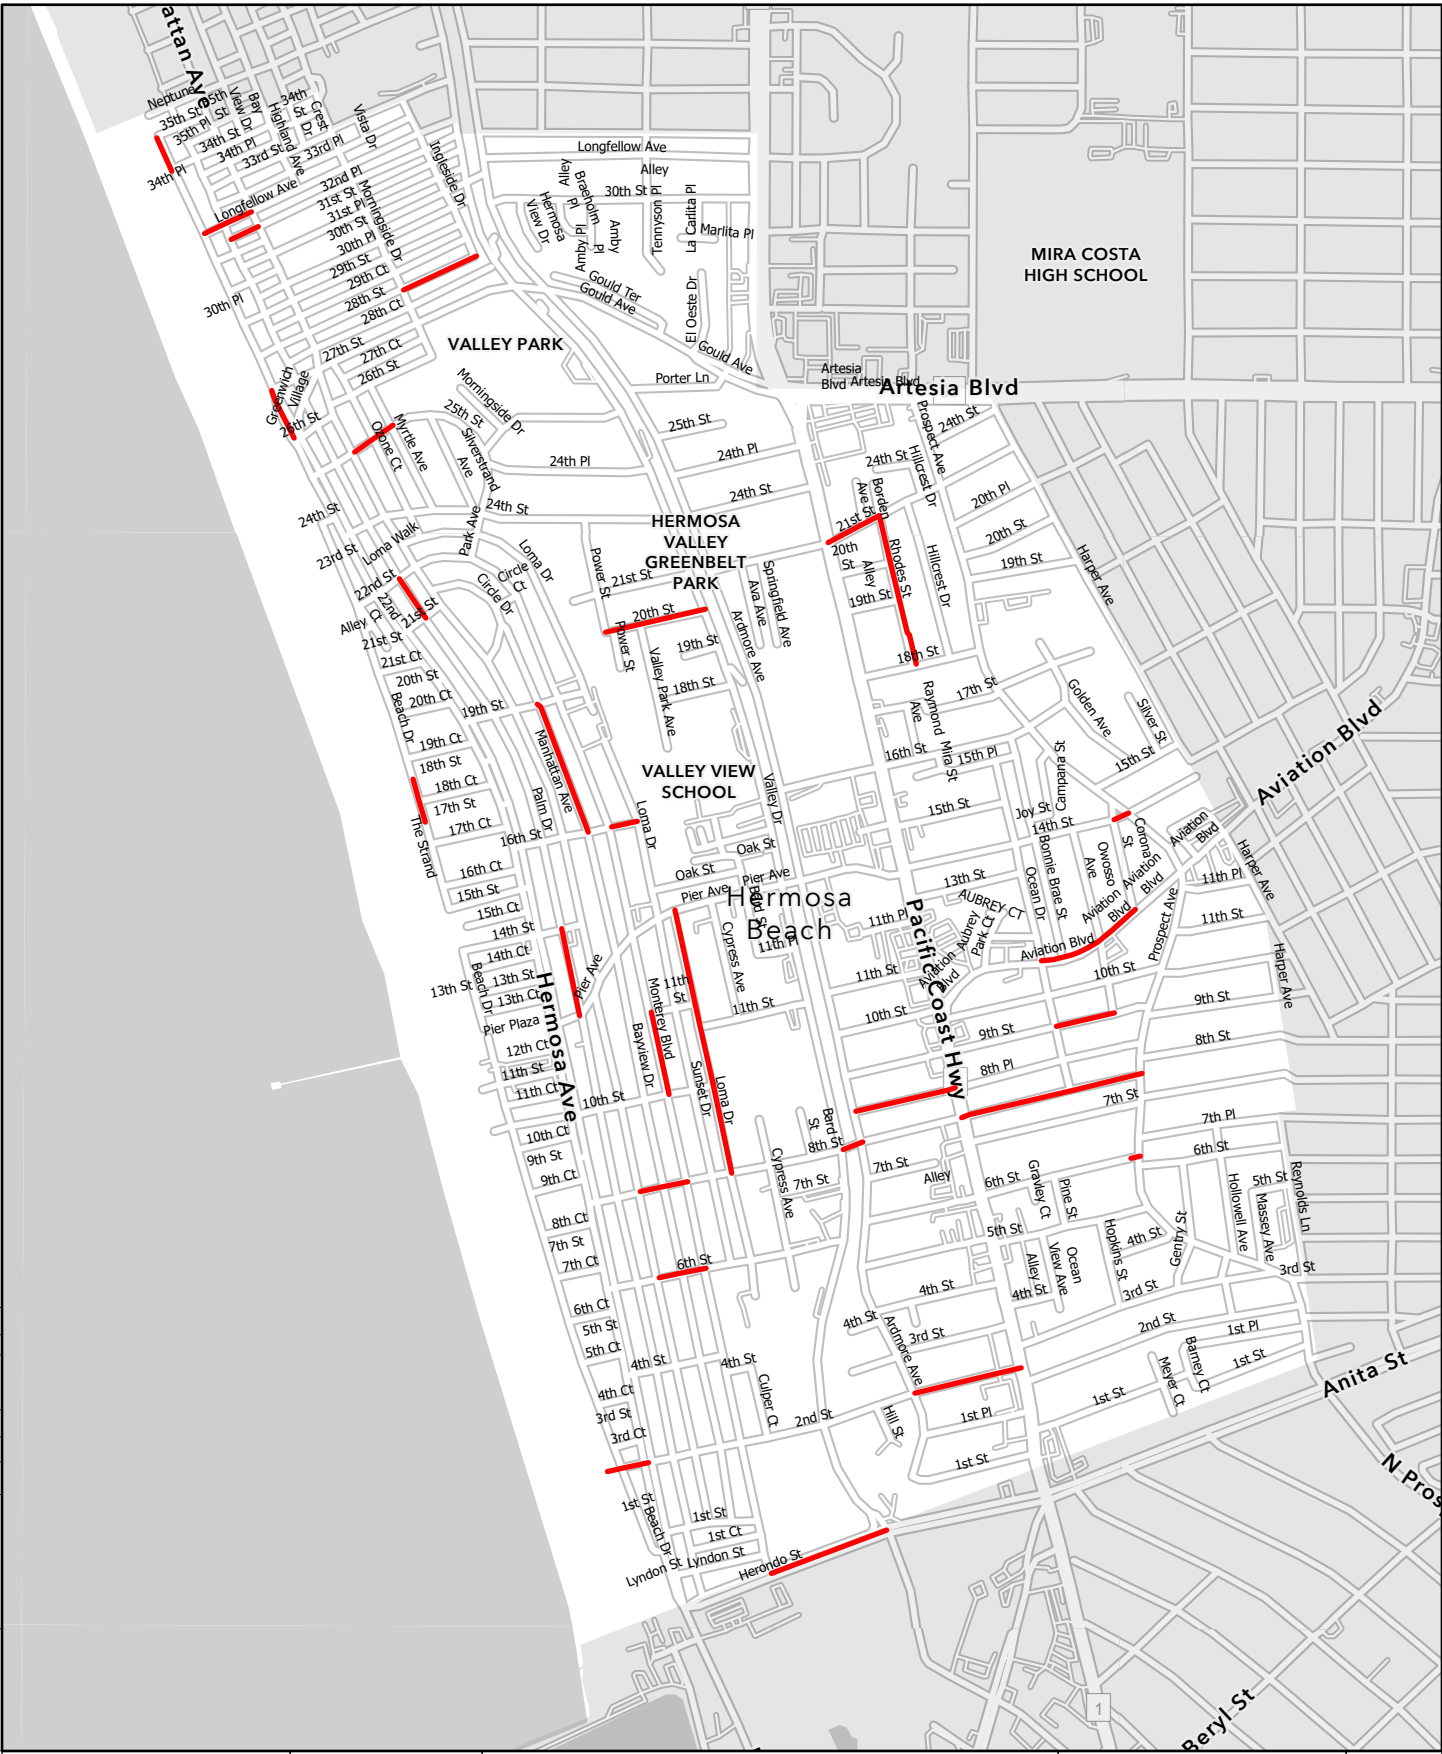 attan Ave
Neptune
35th St
35th
St
35th Pl
View Dr
Bay
34th
St
Crest
Dr
34th St
34th Pl
Highland Ave
33rd St
33rd Pl
Vista Dr
34th Pl
Longfellow Ave
32nd Pl
31st St
31st Pl
30th St
30th Pl
29th St
29th Ct
28th St
28th Ct
Morningside Dr
Ingleside Dr
Longfellow Ave
Alley
Alley
30th St
Braeholm
Pl
Hermosa
View Dr
Amby Pl
Amby
Pl
Tennyson Pl
La Carlita Pl
Marlita Pl
MIRA COSTA
HIGH SCHOOL
Gould Ter
Gould Ave
El Oeste Dr
30th Pl
27th St
27th Ct
26th St
VALLEY PARK
Gould Ave
Porter Ln
Artesia
Blvd
Artesia Blvd
Artesia Blvd
Greenwich
Village
26th St
Morningside Dr
25th St
Ozone Ct
Myrtle Ave
Silverstrand
Ave
25th St
24th Pl
24th Pl
24th St
Prospect Ave
24th St
24th St
Hillcrest Dr
20th Pl
Borden
Ave
24th St
24th St
23rd St
Loma Walk
Park Ave
HERMOSA
VALLEY
GREENBELT
PARK
21st St
20th
St
Alley
Rhodes St
Hillcrest Dr
20th St
19th St
Harper Ave
22nd St
22nd
Ct
Alley
21st St
21st St
Circle
Ct
Circle Dr
Loma Dr
Power St
21st St
20th St
Power St
19th St
18th St
Valley Park Ave
Ardmore Ave
Ava Ave
Springfield Ave
19th St
18th St
21st Ct
20th St
20th Ct
Beach Dr
19th St
19th Ct
18th St
18th Ct
17th St
17th Ct
The Strand
Manhattan Ave
Palm Dr
16th St
Loma Dr
VALLEY VIEW
SCHOOL
Valley Dr
Raymond
Ave
17th St
Golden Ave
Silver St
16th St
Mira St
15th Pl
Campana St
15th St
Aviation Blvd
15th St
Joy St
14th St
Corona
St
Owosso
Ave
Bonnie Brae St
Ocean Dr
Aviation
Blvd
Aviation
Blvd
Aviation
Blvd
Harper Ave
16th Ct
15th St
15th Ct
14th St
14th Ct
13th St
13th St
13th Ct
Beach Dr
Pier Plaza
Oak St
Oak St
Pier Ave
Pier Ave
Bard St
11th Pl
Hermosa
Beach
13th St
AUBREY CT
11th Pl
Aubrey
Park Ct
Aviation
Blvd
Aviation Blvd
Prospect Ave
11th Pl
11th St
Harper Ave
Pier Ave
Cypress Ave
11th
St
11th St
Monterey Blvd
Bayview Dr
Sunset Dr
Loma Dr
Hermosa Ave
Pacific Coast Hwy
11th St
10th St
10th St
9th St
9th St
8th St
8th Pl
7th St
12th Ct
11th St
11th Ct
10th St
10th Ct
9th St
9th Ct
8th Ct
7th St
7th Ct
Bard St
St
8th St
7th St
7th St
Alley
Cypress Ave
7th Pl
6th St
6th St
5th St
Gravley Ct
Pine St
5th St
Hopkins St
4th St
Gentry St
Hollowell Ave
Massey Ave
Reynolds Ln
3rd St
Alley
Ocean
View Ave
4th St
3rd St
6th St
6th Ct
5th St
5th Ct
4th St
4th St
4th Ct
3rd St
3rd Ct
Culper Ct
2nd St
4th St
4th St
3rd St
Ardmore Ave
Hill St
1st Pl
1st St
2nd St
1st Pl
Barney Ct
Meyer Ct
1st St
1st St
Anita St
1st St
Beach Dr
1st St
1st Ct
Lyndon St
Lyndon St
Herondo St
N Pros
1
Beryl St